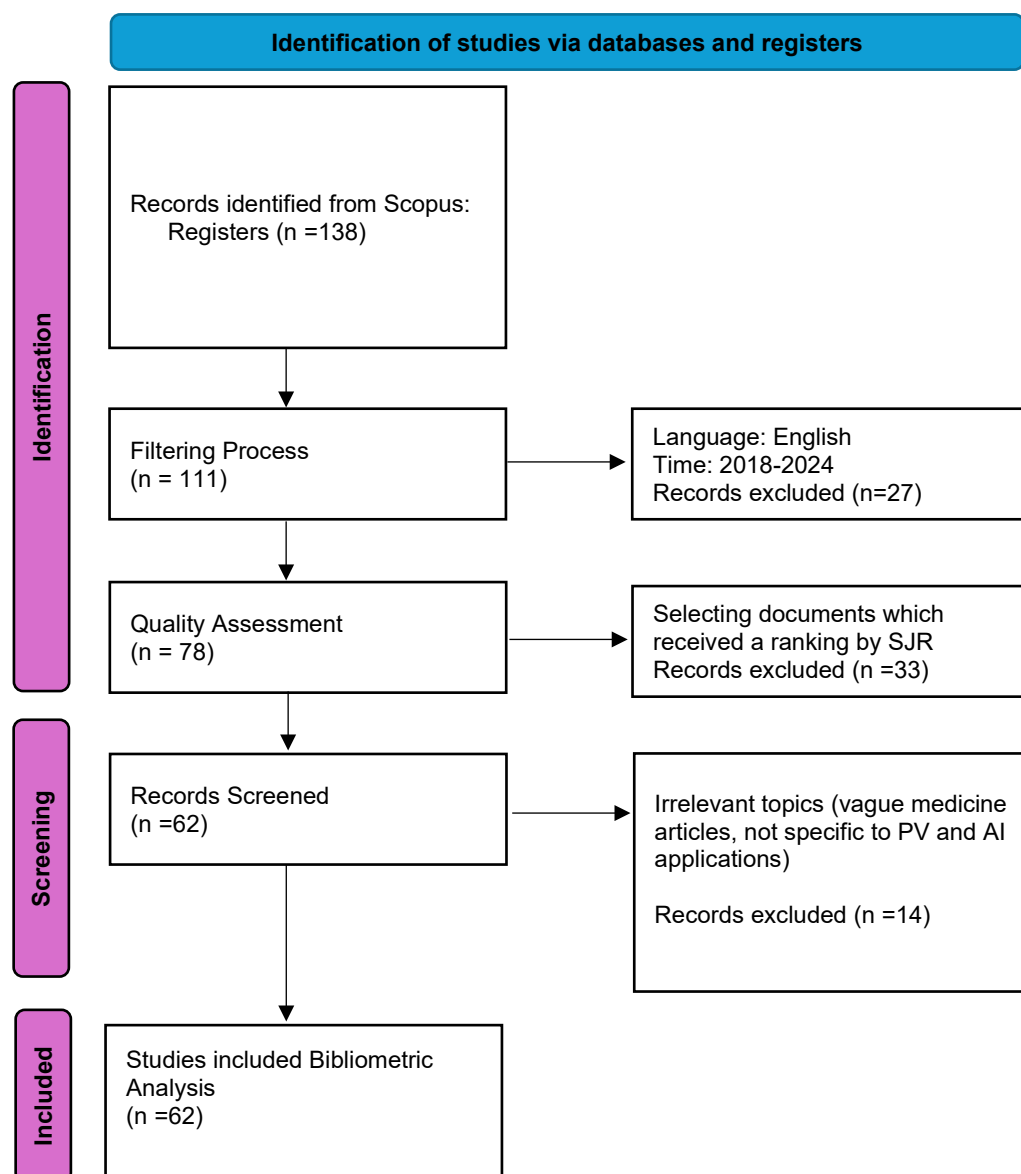 Identification of studies via databases and registers
Identification
Records identified from Scopus:
Registers (n =138)
Filtering Process
(n = 111)
Language: English
Time: 2018-2024
Records excluded (n=27)
Quality Assessment
(n = 78)
Selecting documents which
received a ranking by SJR
Records excluded (n =33)
Screening
Records Screened
(n =62)
Irrelevant topics (vague medicine
articles, not specific to PV and AI
applications)
Records excluded (n =14)
Included
Studies included Bibliometric
Analysis
(n =62)